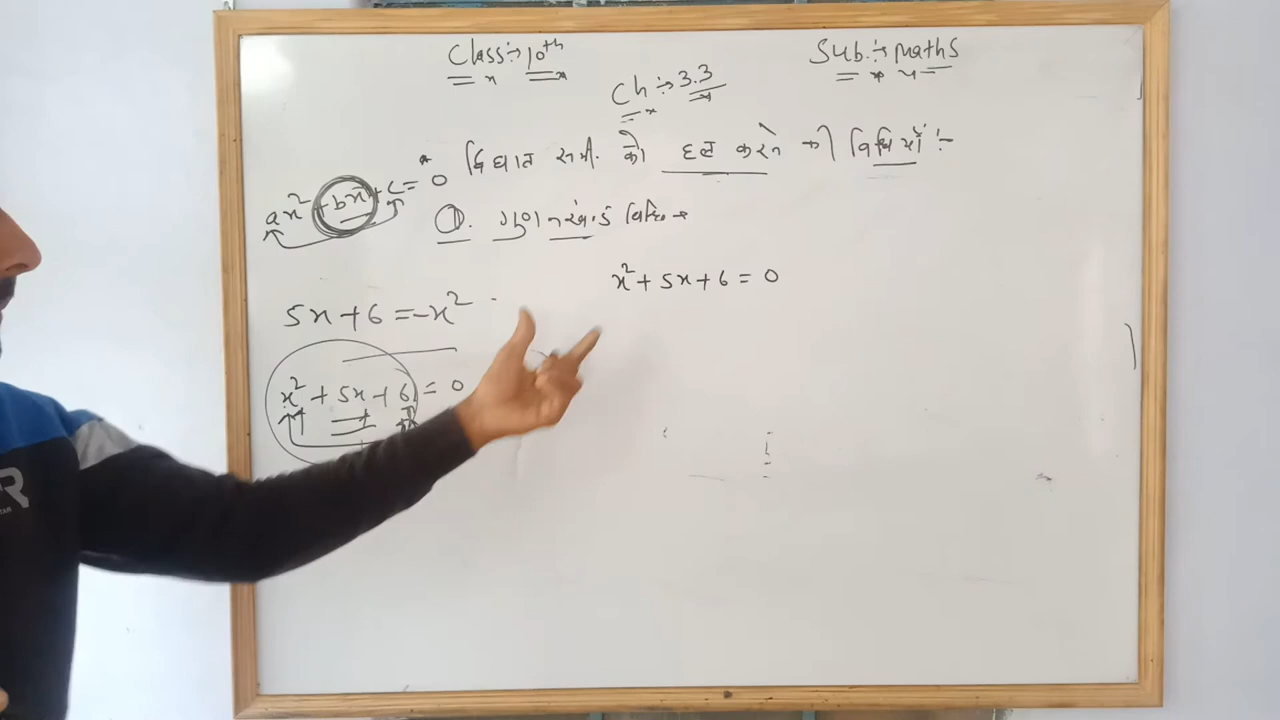 Class:→ 10th
Sub.:→ Maths
Ch:→ 3.3
* द्विघात समी. को हल करने की विधियाँ :-
ax² + bx + c = 0
①. गुणनखंड विधि →
x² + 5x + 6 = 0
5x + 6 = -x²
x² + 5x + 6 = 0
R